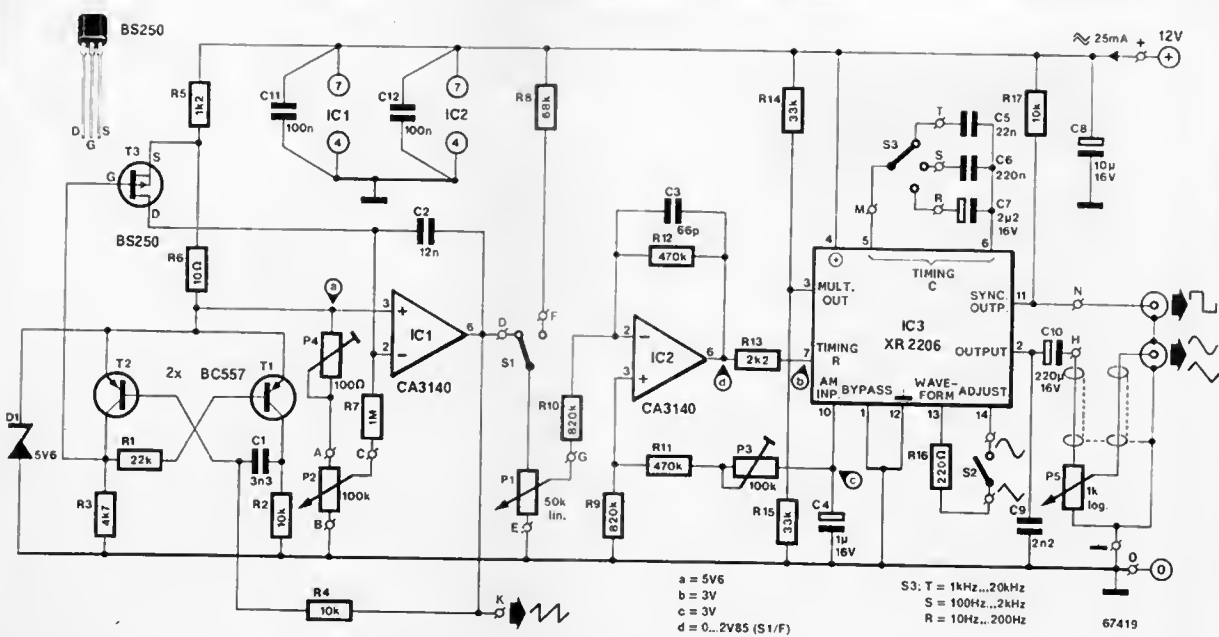 BS250
D
G
S
R5
1k2
T3
G
S
D
BS250
R6
10Ω
C11
100n
7
IC1
4
C12
100n
7
IC2
4
R8
68k
C2
12n
a
P4
100Ω
3
+
IC1
2
−
6
CA3140
R7
1M
D
F
S1
T2
2x
BC557
T1
D1
5V6
R1
22k
C1
3n3
R3
4k7
R2
10k
A
P2
100k
B
C
R4
10k
K
P1
50k
lin.
E
G
R10
820k
R9
820k
C3
66p
R12
470k
2
−
3
+
IC2
6
CA3140
d
R13
2k2
b
R11
470k
P3
100k
c
R14
33k
R15
33k
C4
1µ
16V
S3
T
S
R
M
C5
22n
C6
220n
C7
2µ2
16V
R17
10k
≈ 25mA
+
12V
+
C8
10µ
16V
4
+
5
6
TIMING
C
3
MULT.
OUT
SYNC.
OUTP.
11
N
IC3
XR 2206
7
TIMING
R
OUTPUT
2
AM
INP.
BYPASS
WAVE-
FORM
ADJUST.
10
1
12
13
14
R16
220Ω
S2
C10
220µ
16V
H
P5
1k
log.
C9
2n2
O
O
a = 5V6
b = 3V
c = 3V
d = 0...2V85 (S1/F)
S3: T = 1kHz...20kHz
S = 100Hz...2kHz
R = 10Hz...200Hz
67419